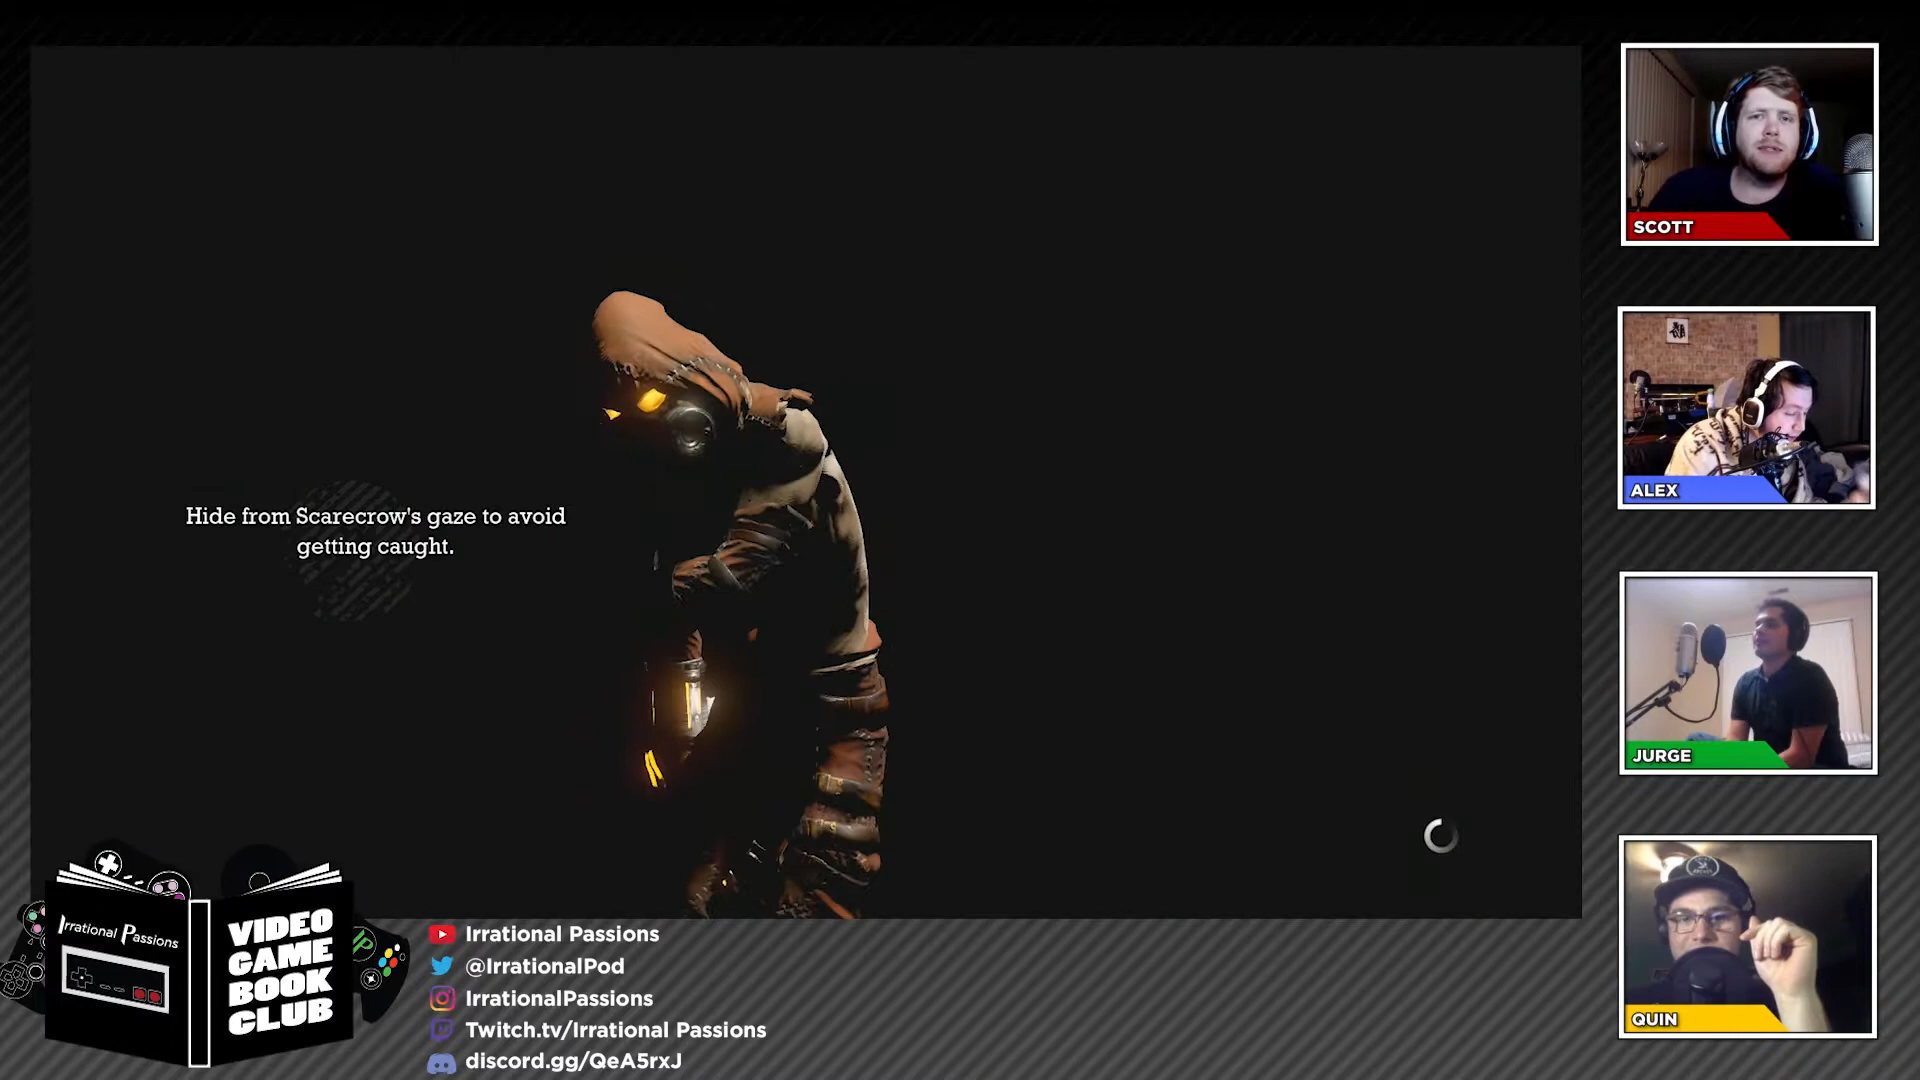 SCOTT
ALEX
Hide from Scarecrow's gaze to avoid
getting caught.
JURGE
Irrational Passions
VIDEO
GAME
BOOK
CLUB
Irrational Passions
@IrrationalPod
IrrationalPassions
Twitch.tv/Irrational Passions
discord.gg/QeA5rxJ
QUIN